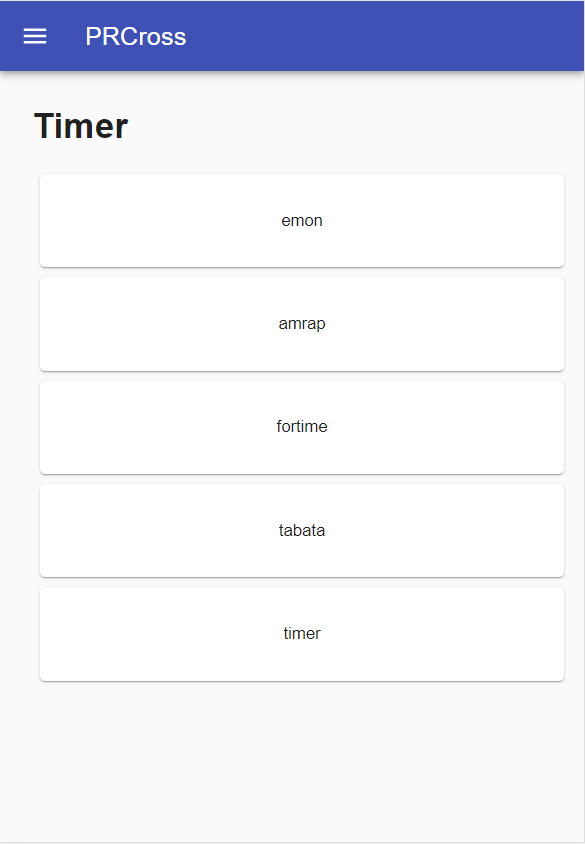 PRCross
Timer
emon
amrap
fortime
tabata
timer